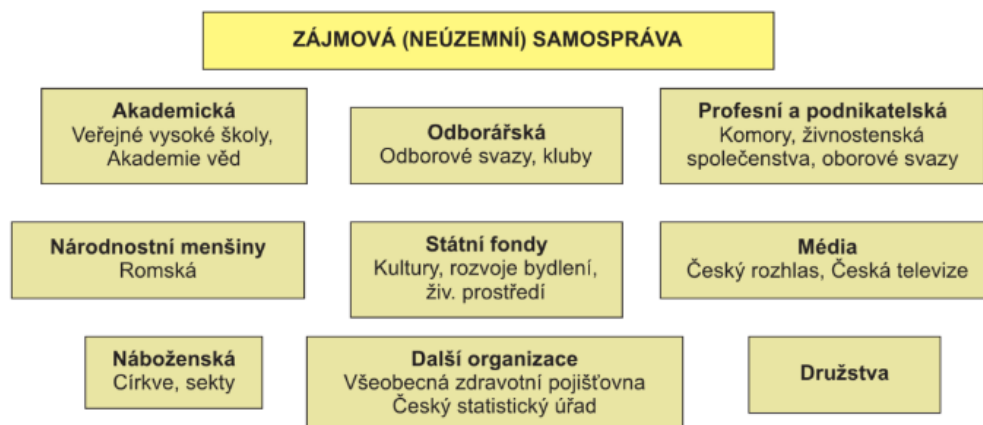 ZÁJMOVÁ (NEÚZEMNÍ) SAMOSPRÁVA
Akademická
Veřejné vysoké školy,
Akademie věd
Odborářská
Odborové svazy, kluby
Profesní a podnikatelská
Komory, živnostenská
společenstva, oborové svazy
Národnostní menšiny
Romská
Státní fondy
Kultury, rozvoje bydlení,
živ. prostředí
Média
Český rozhlas, Česká televize
Náboženská
Církve, sekty
Další organizace
Všeobecná zdravotní pojišťovna
Český statistický úřad
Družstva